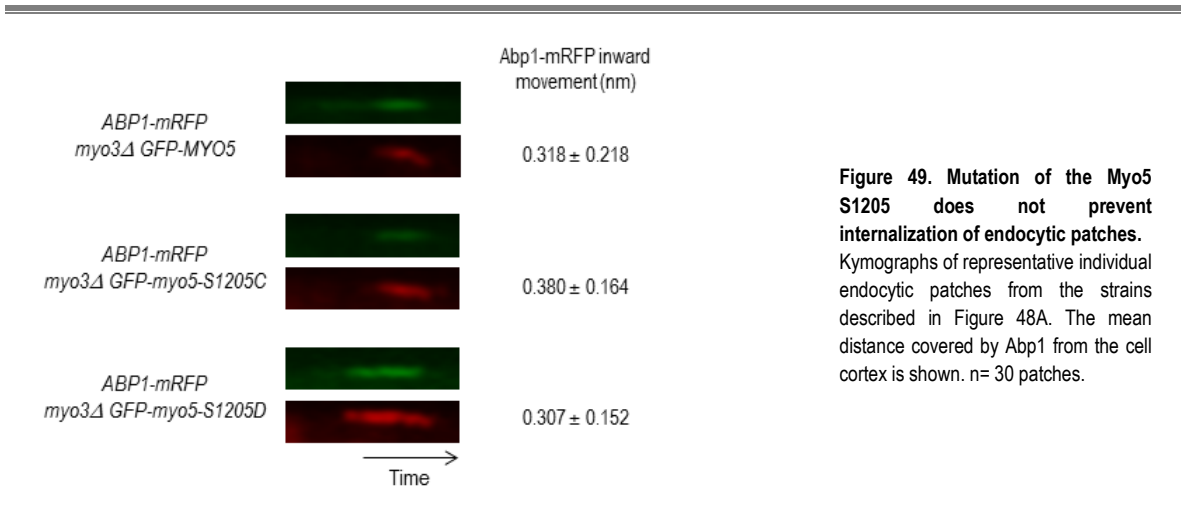 Abp1-mRFP inward
movement (nm)
ABP1-mRFP
myo3Δ GFP-MYO5
0.318 ± 0.218
ABP1-mRFP
myo3Δ GFP-myo5-S1205C
0.380 ± 0.164
ABP1-mRFP
myo3Δ GFP-myo5-S1205D
0.307 ± 0.152
Time
Figure 49. Mutation of the Myo5
S1205 does not prevent
internalization of endocytic patches.
Kymographs of representative individual
endocytic patches from the strains
described in Figure 48A. The mean
distance covered by Abp1 from the cell
cortex is shown. n= 30 patches.